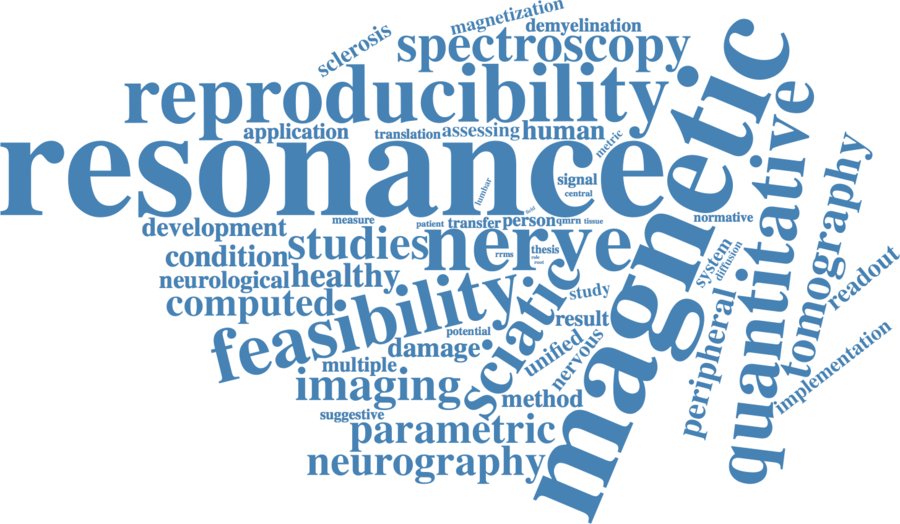 magnetization
demyelination
sclerosis
spectroscopy
magnetic
reproducibility
quantitative
application
translation
assessing
human
metric
resonance
tomography
signal
central
lumbar
development
measure
patient
transfer
person
qmrn
tissue
normative
condition
studies
nerve
rrms
thesis
role
system
diffusion
readout
neurological
healthy
study
computed
feasibility
sciatic
result
peripheral
potential
damage
unified
nervous
implementation
multiple
imaging
method
suggestive
parametric
neurography